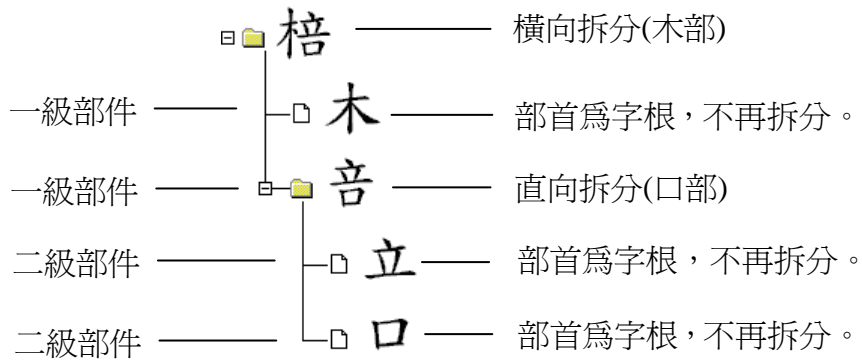 棓 橫向拆分(木部)
一級部件 木 部首爲字根，不再拆分。
一級部件 咅 直向拆分(口部)
二級部件 立 部首爲字根，不再拆分。
二級部件 口 部首爲字根，不再拆分。